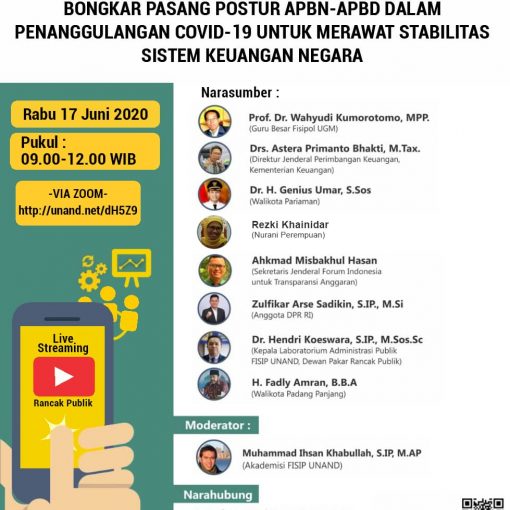 BONGKAR PASANG POSTUR APBN-APBD DALAM
PENANGGULANGAN COVID-19 UNTUK MERAWAT STABILITAS
SISTEM KEUANGAN NEGARA
Rabu 17 Juni 2020
Pukul :
09.00-12.00 WIB
-VIA ZOOM-
http://unand.net/dH5Z9
Live
Streaming
Rancak Publik
Narasumber :
Prof. Dr. Wahyudi Kumorotomo, MPP.
(Guru Besar Fisipol UGM)
Drs. Astera Primanto Bhakti, M.Tax.
(Direktur Jenderal Perimbangan Keuangan,
Kementerian Keuangan)
Dr. H. Genius Umar, S.Sos
(Walikota Pariaman)
Rezki Khainidar
(Nurani Perempuan)
Ahkmad Misbakhul Hasan
(Sekretaris Jenderal Forum Indonesia
untuk Transparansi Anggaran)
Zulfikar Arse Sadikin, S.IP., M.Si
(Anggota DPR RI)
Dr. Hendri Koeswara, S.IP., M.Sos.Sc
(Kepala Laboratorium Administrasi Publik
FISIP UNAND, Dewan Pakar Rancak Publik)
H. Fadly Amran, B.B.A
(Walikota Padang Panjang)
Moderator :
Muhammad Ihsan Khabullah, S.IP, M.AP
(Akademisi FISIP UNAND)
Narahubung